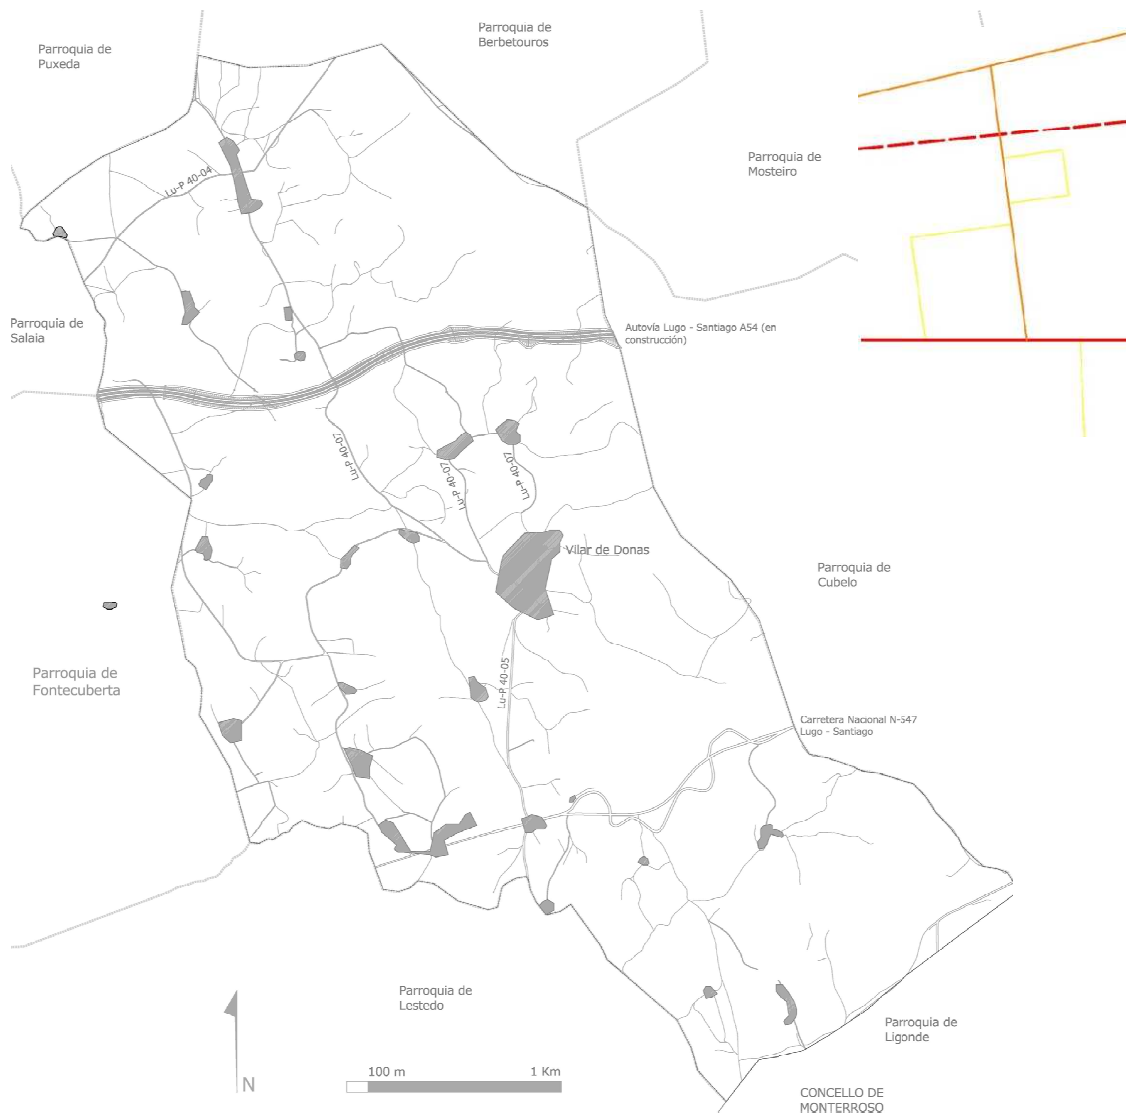 Parroquia de
Berbetouros
Parroquia de
Puxeda
Parroquia de
Mosteiro
Lu-P 40-04
Parroquia de
Salaia
Autovía Lugo - Santiago A54 (en
construcción)
Lu-P 40-07
Lu-P 40-07
Lu-P 40-07
Vilar de Donas
Parroquia de
Cubelo
Parroquia de
Fontecuberta
Lu-P 40-05
Carretera Nacional N-547
Lugo - Santiago
Parroquia de
Lestedo
Parroquia de
Ligonde
N
100 m 1 Km
CONCELLO DE
MONTERROSO